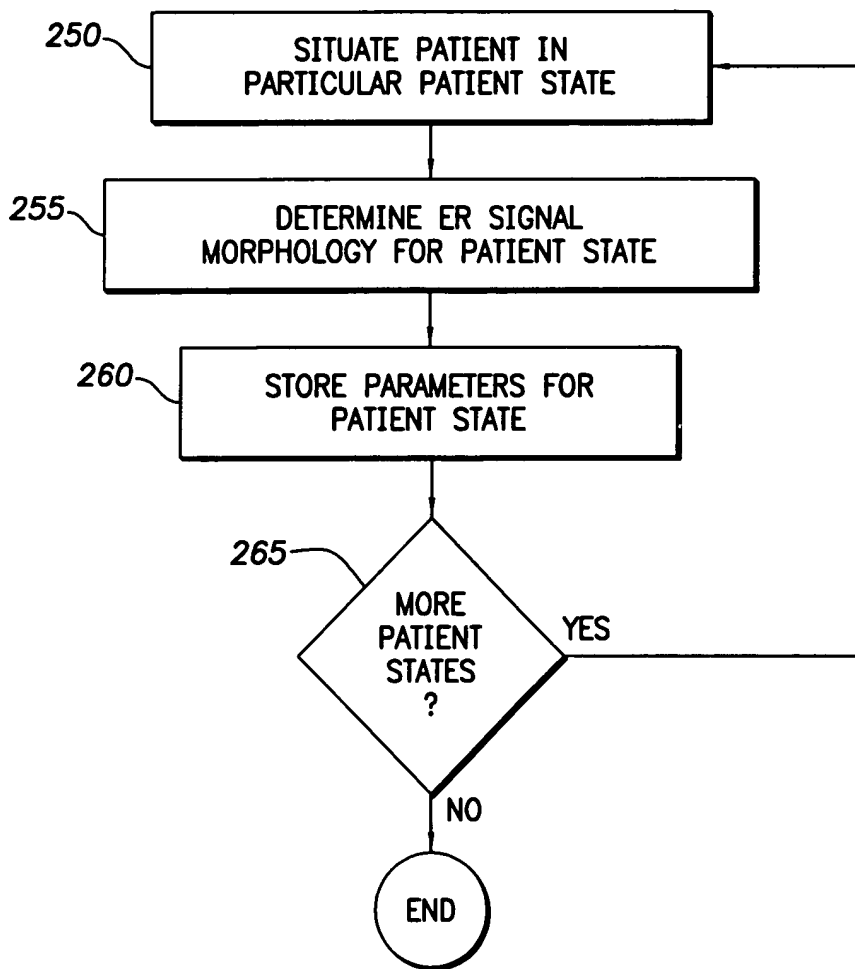 250
SITUATE PATIENT IN
PARTICULAR PATIENT STATE
255
DETERMINE ER SIGNAL
MORPHOLOGY FOR PATIENT STATE
260
STORE PARAMETERS FOR
PATIENT STATE
265
MORE
PATIENT
STATES
?
YES
NO
END